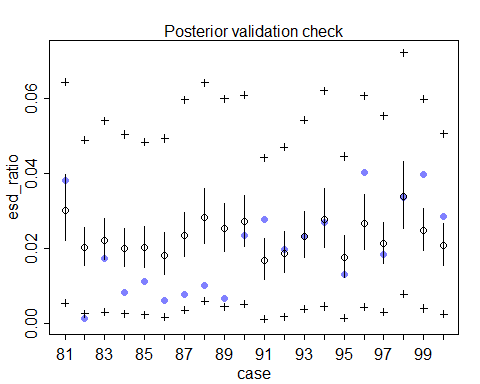 Posterior validation check
esd_ratio
0.06
0.04
0.02
0.00
81 83 85 87 89 91 93 95 97 99
case